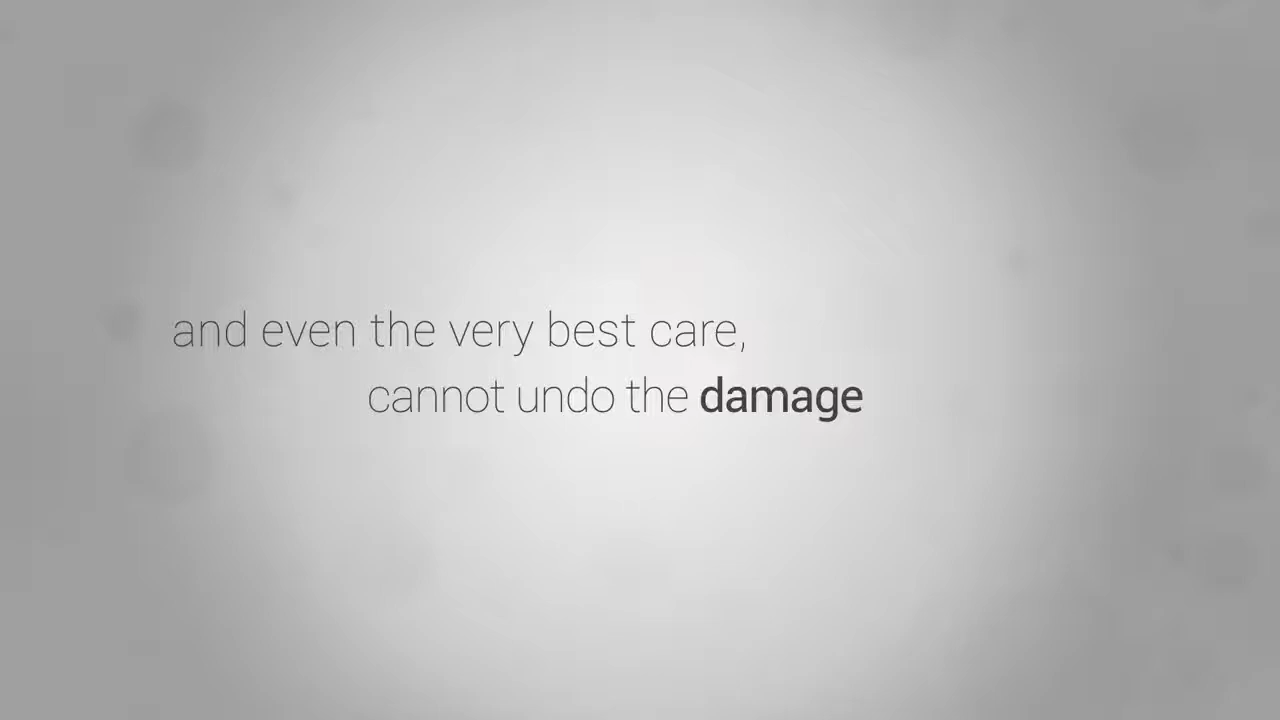 and even the very best care,
cannot undo the damage